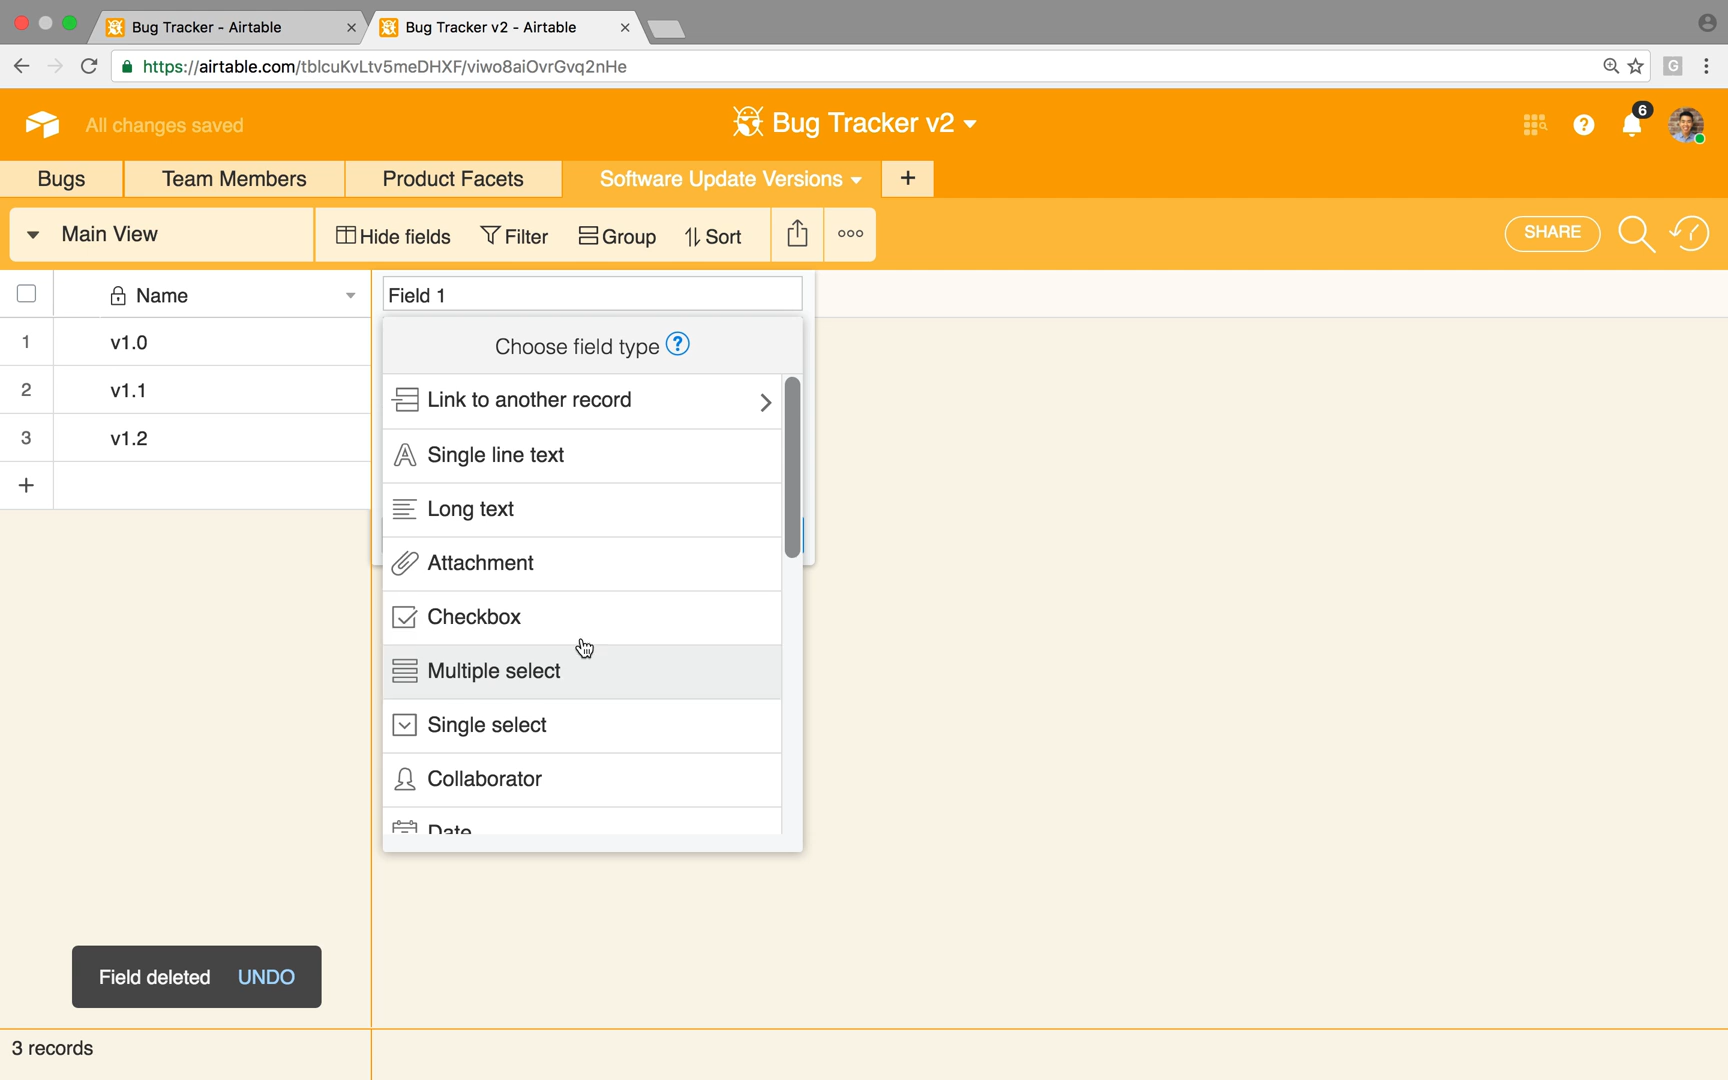 Bug Tracker - Airtable
Bug Tracker v2 - Airtable
https://airtable.com/tblcuKvLtv5meDHXF/viwo8aiOvrGvq2nHe
G
All changes saved
Bug Tracker v2
6
Bugs
Team Members
Product Facets
Software Update Versions
+
Main View
Hide fields
Filter
Group
Sort
SHARE
Name
Field 1
1 v1.0
2 v1.1
3 v1.2
+
Choose field type ?
Link to another record
Single line text
Long text
Attachment
Checkbox
Multiple select
Single select
Collaborator
Date
Field deleted UNDO
3 records